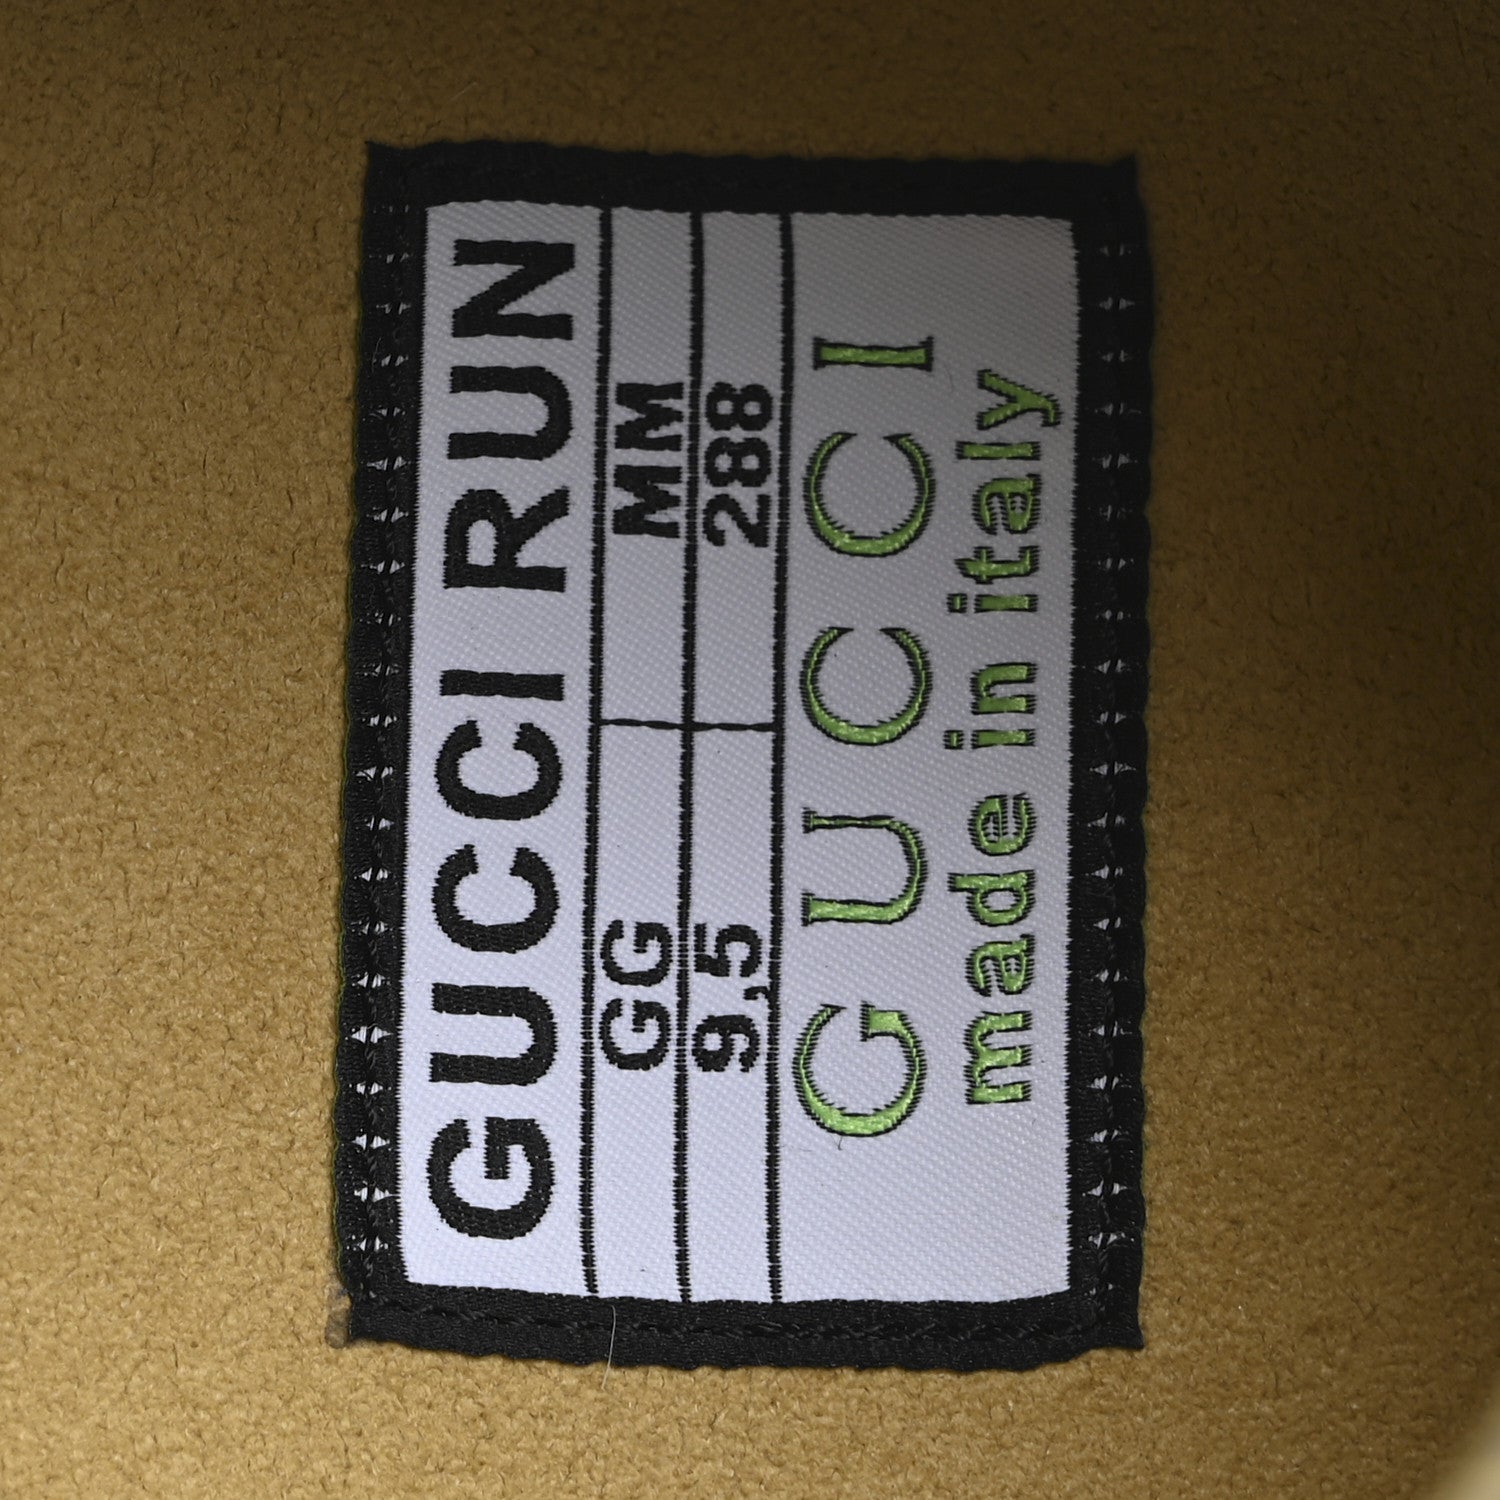 GUCCI RUN
GG MM
9,5 288
GUCCI
made in italy